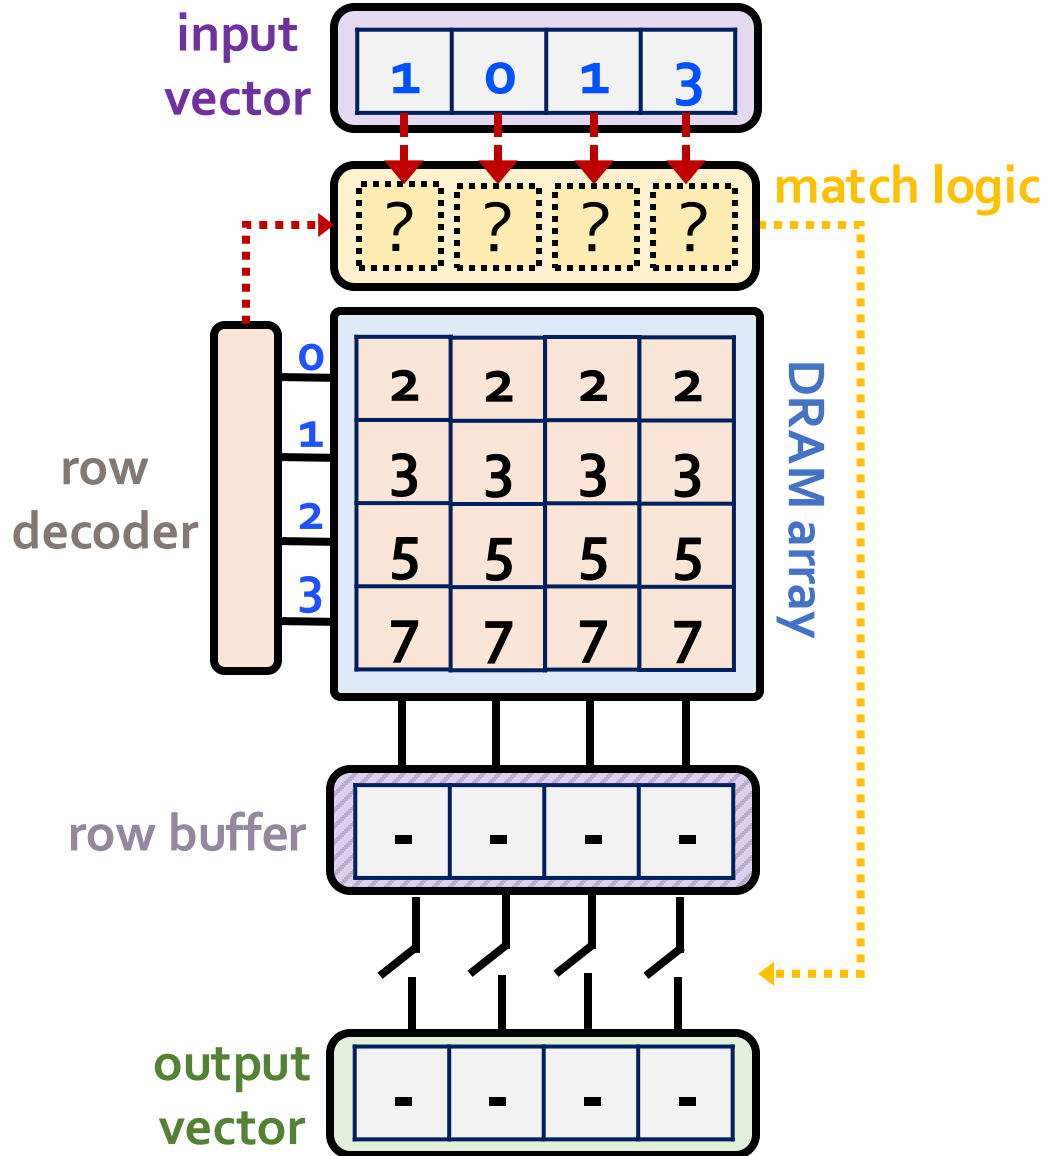 input
vector
1 0 1 3
? ? ? ?
match logic
row
decoder
0
2 2 2 2
1
3 3 3 3
2
5 5 5 5
3
7 7 7 7
DRAM array
row buffer
- - - -
output
vector
- - - -